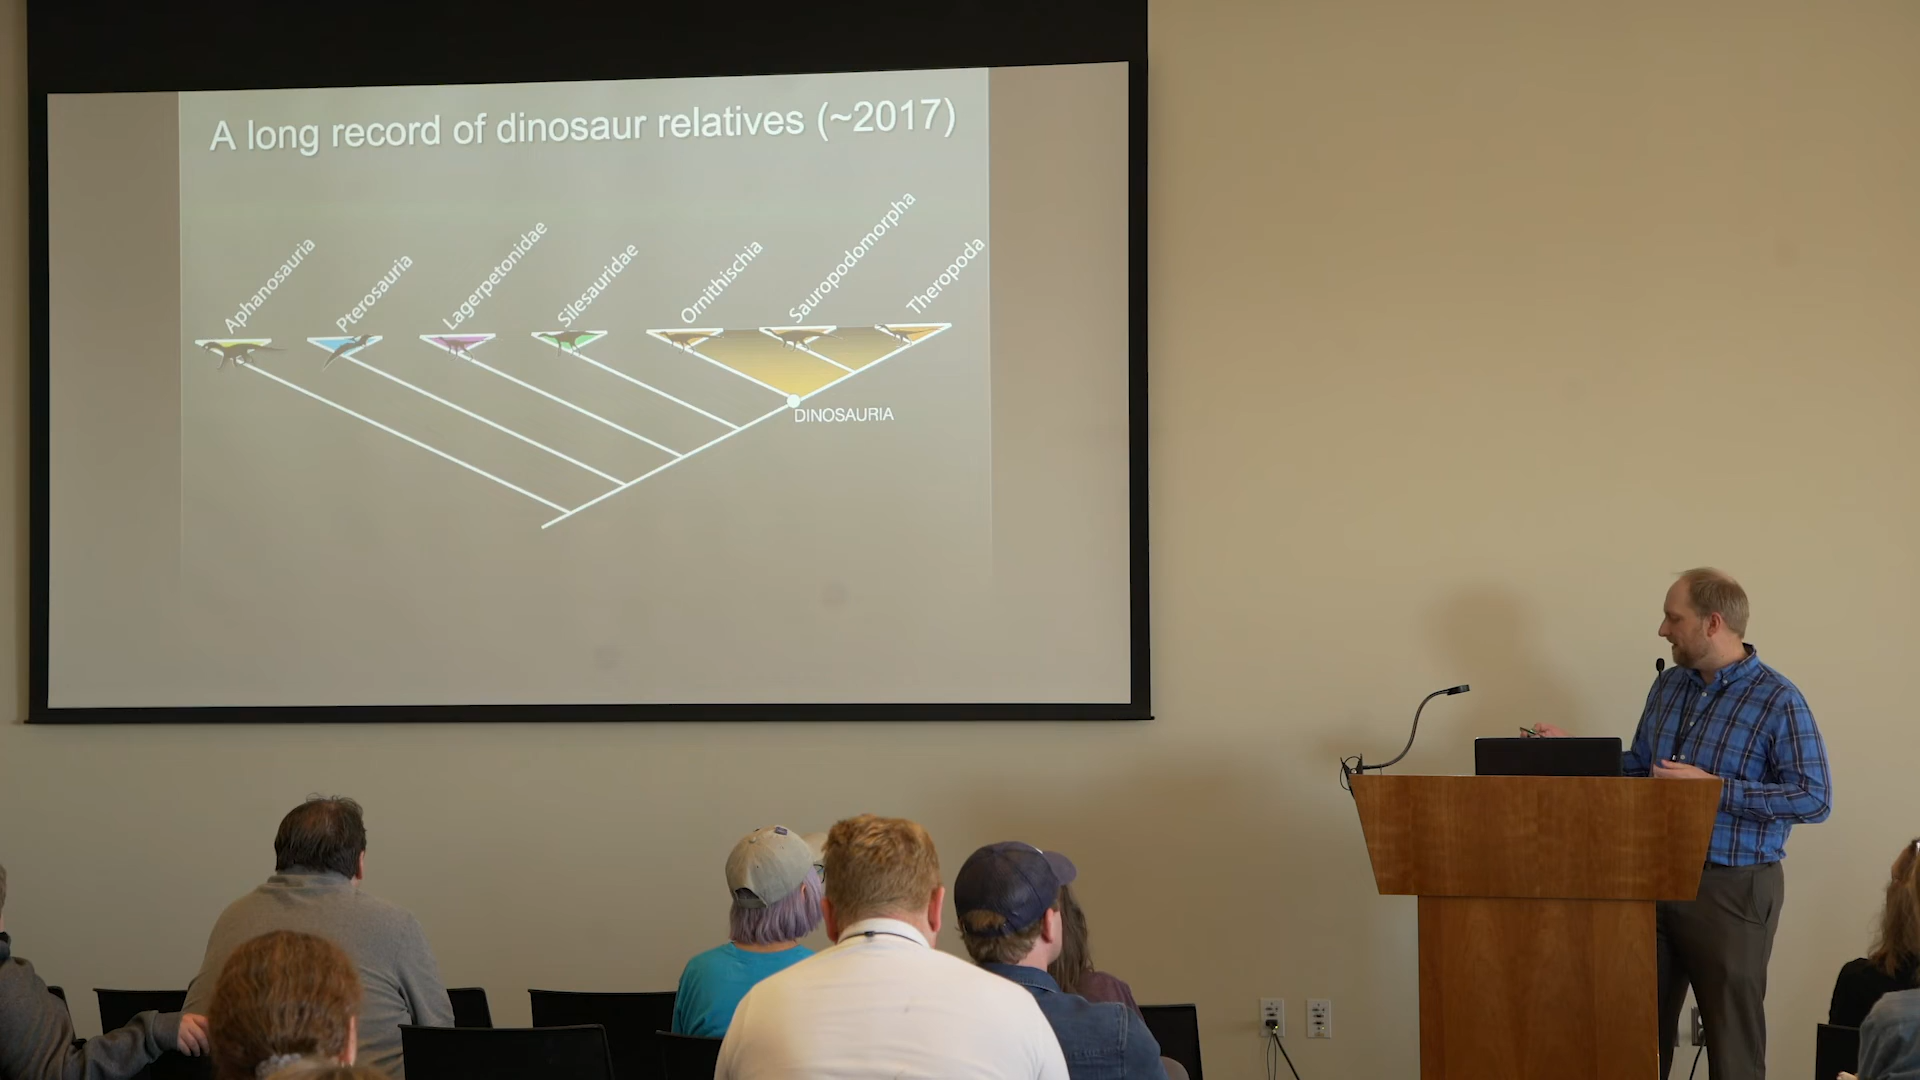 A long record of dinosaur relatives (~2017)
Aphanosauria
Pterosauria
Lagerpetonidae
Silesauridae
Ornithischia
Sauropodomorpha
Theropoda
DINOSAURIA